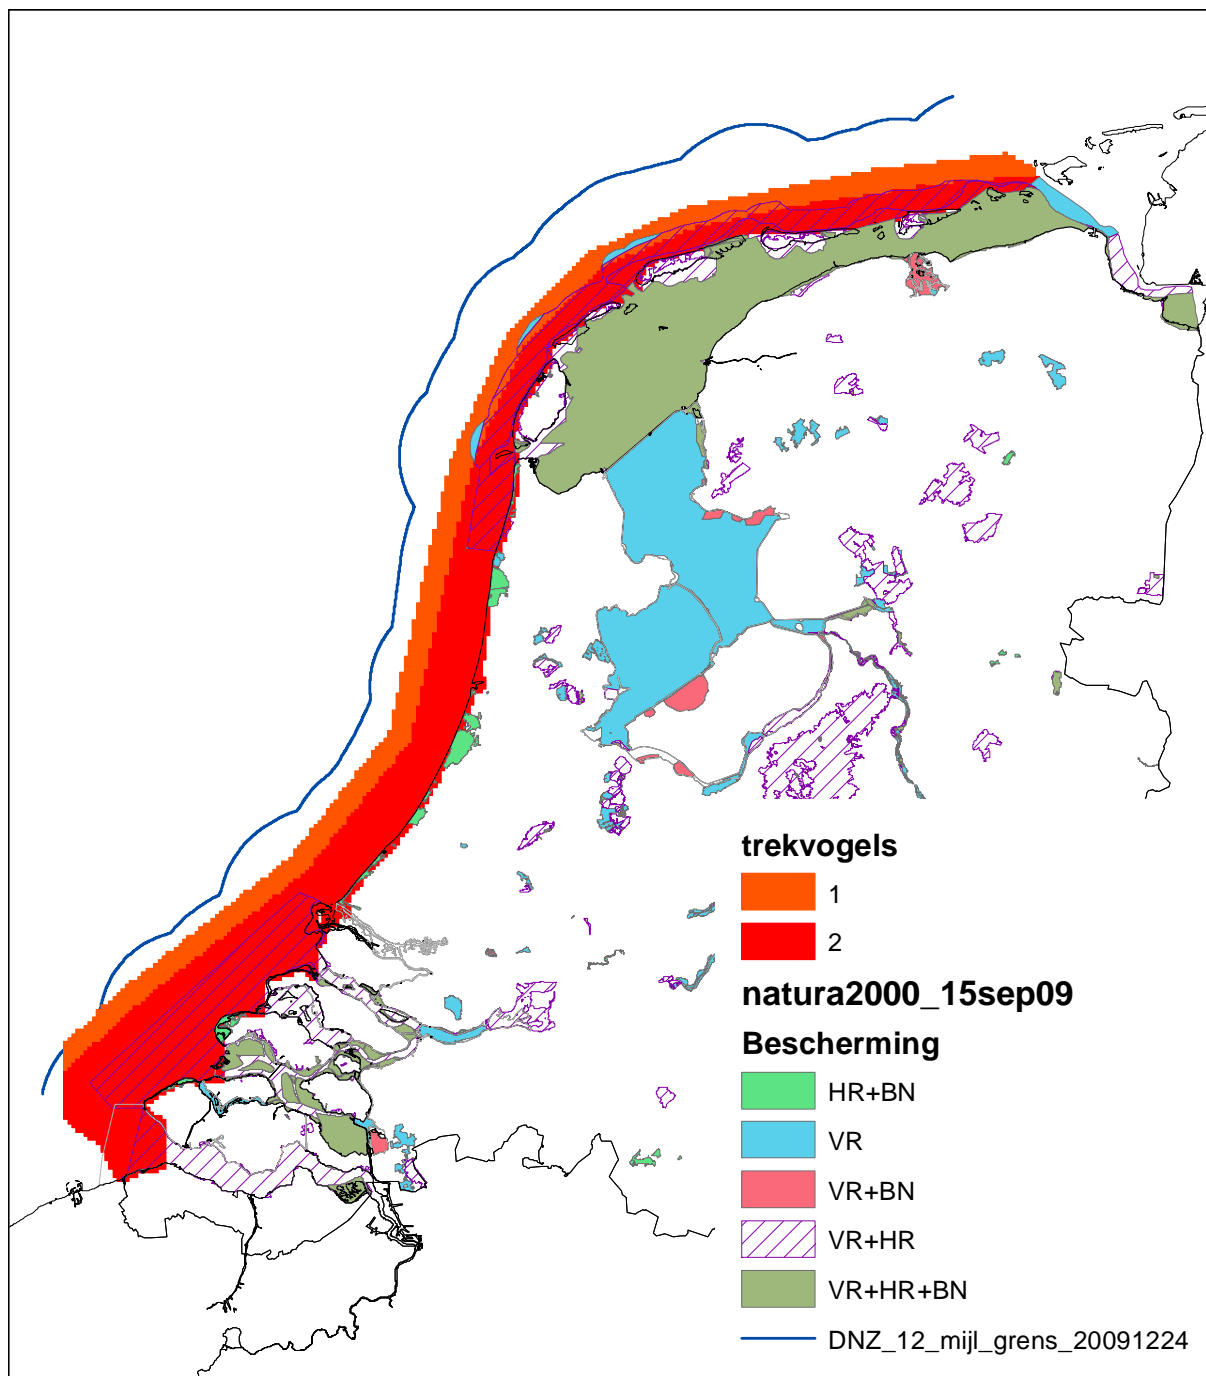 trekvogels
1
2
natura2000_15sep09
Bescherming
HR+BN
VR
VR+BN
VR+HR
VR+HR+BN
DNZ_12_mijl_grens_20091224